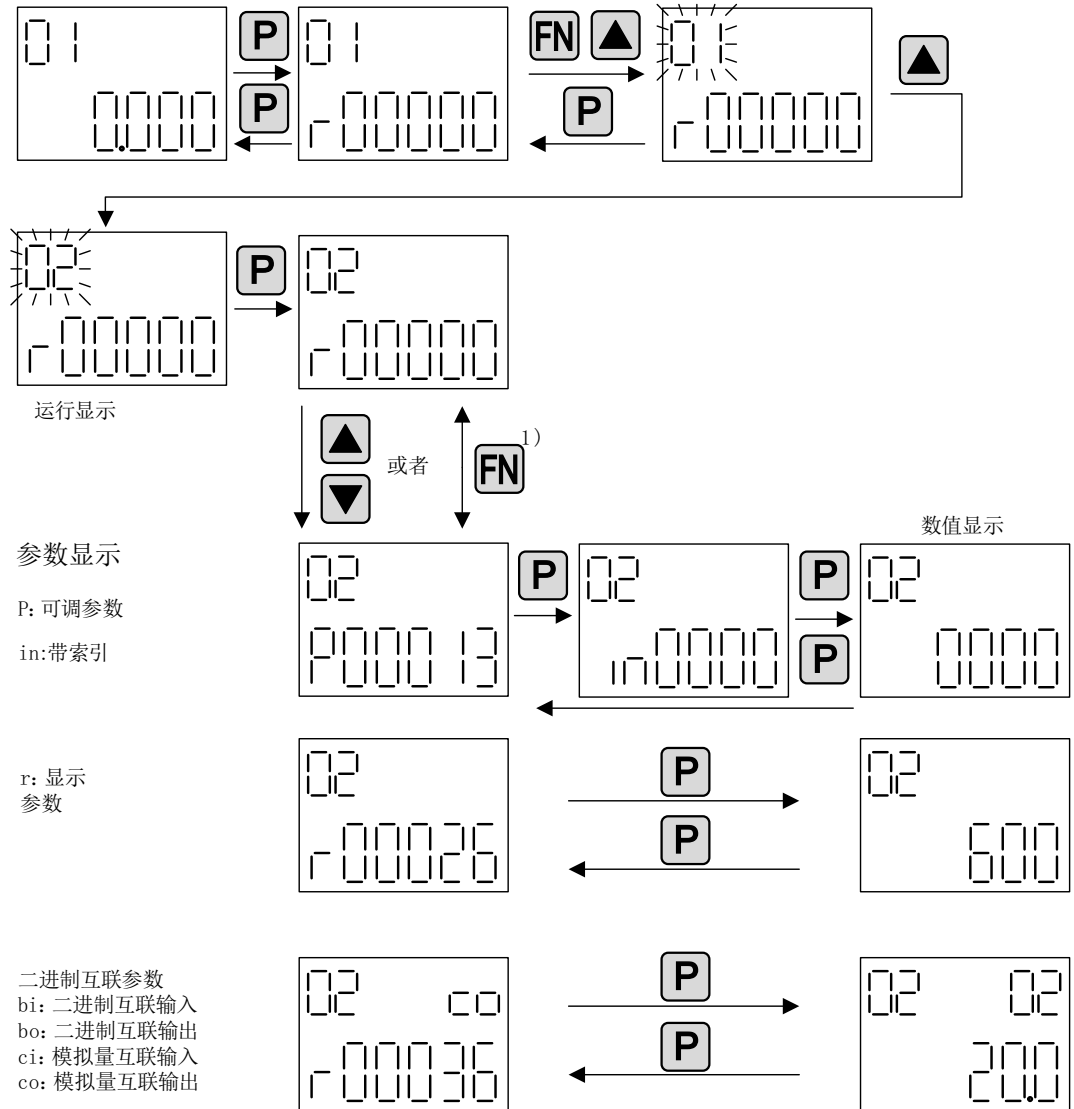 01 P 01 FN 01
0.000 P r00000 P r00000
02 P 02
r00000 r00000
运行显示
1)
或者 FN
数值显示
参数显示
02 P 02 P 02
P: 可调参数
P00013 in0000 P 0000
in:带索引
02 P 02
r: 显示
参数
r00026 P 600
二进制互联参数
02 co P 02 02
bi: 二进制互联输入
bo: 二进制互联输出
ci: 模拟量互联输入
r00036 P 20.0
co: 模拟量互联输出